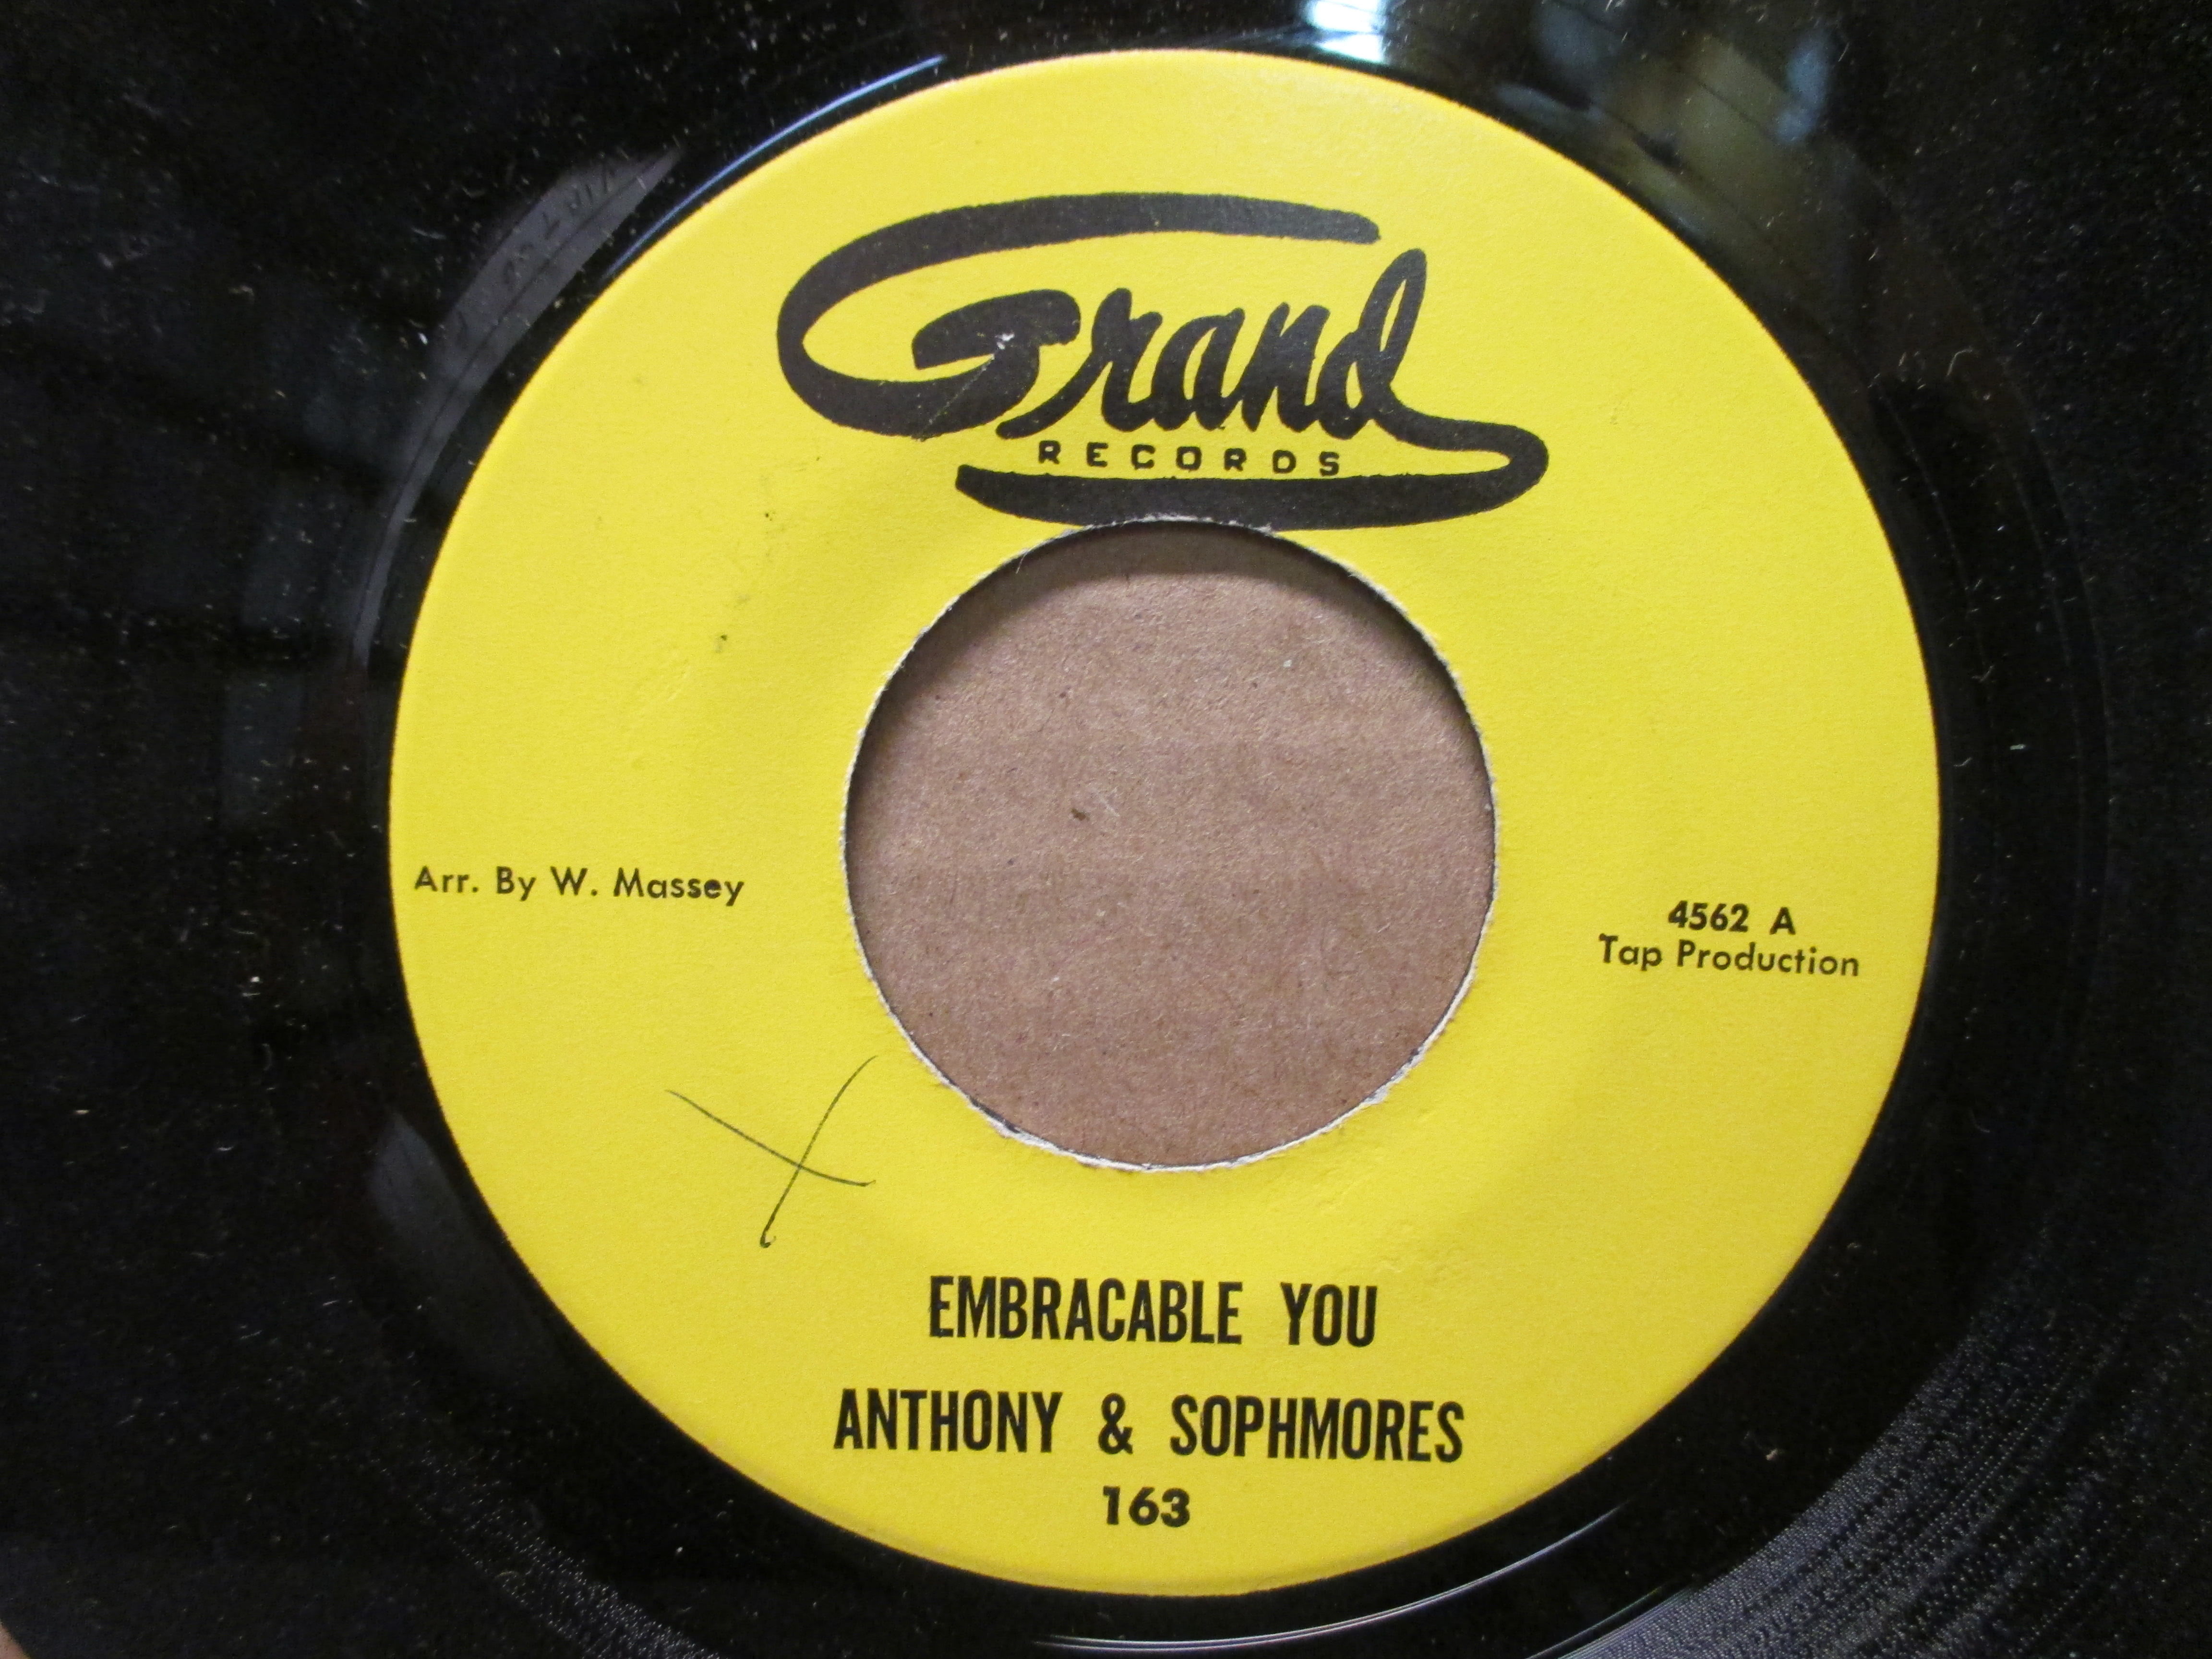 Grand
RECORDS
Arr. By W. Massey
4562 A
Tap Production
X
EMBRACABLE YOU
ANTHONY & SOPHMORES
163